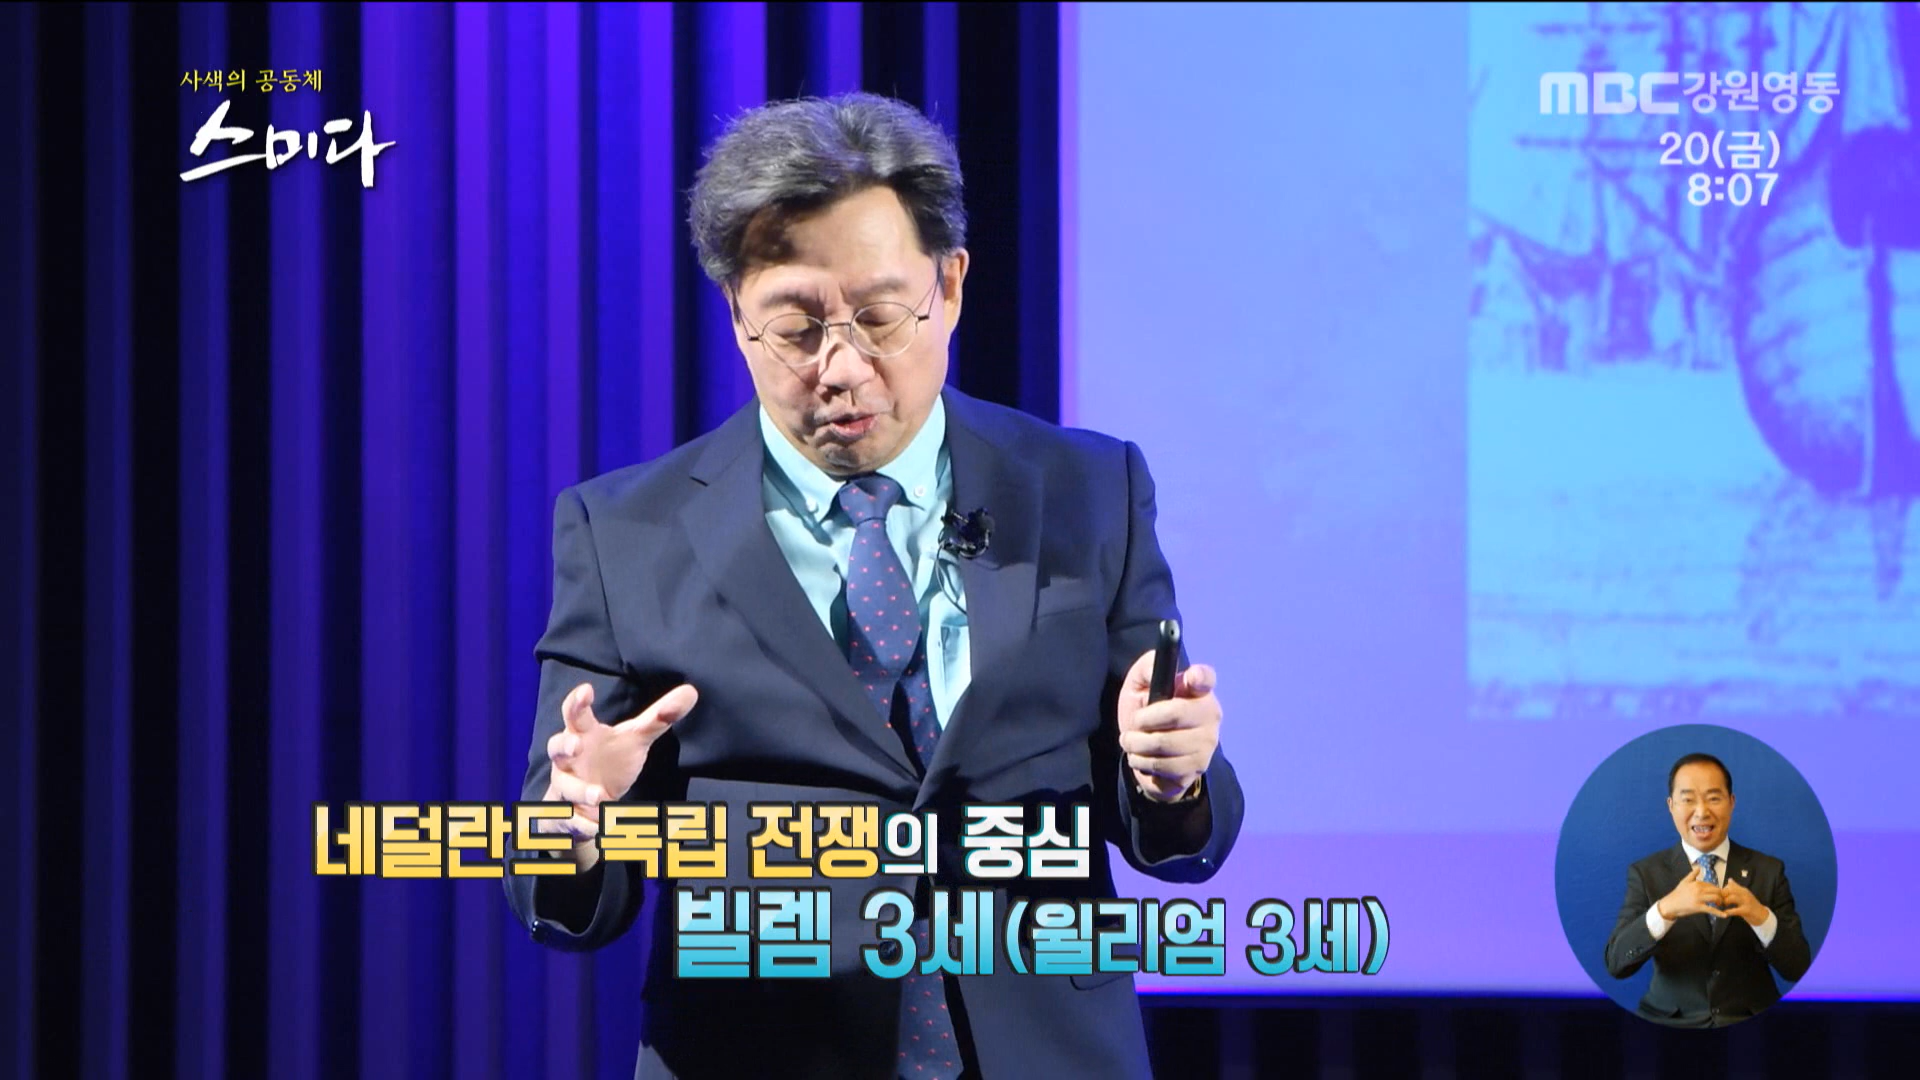 사색의 공동체
스미다
MBC강원영동
20(금)
8:07
네덜란드 독립 전쟁의 중심
빌렘 3세(윌리엄 3세)